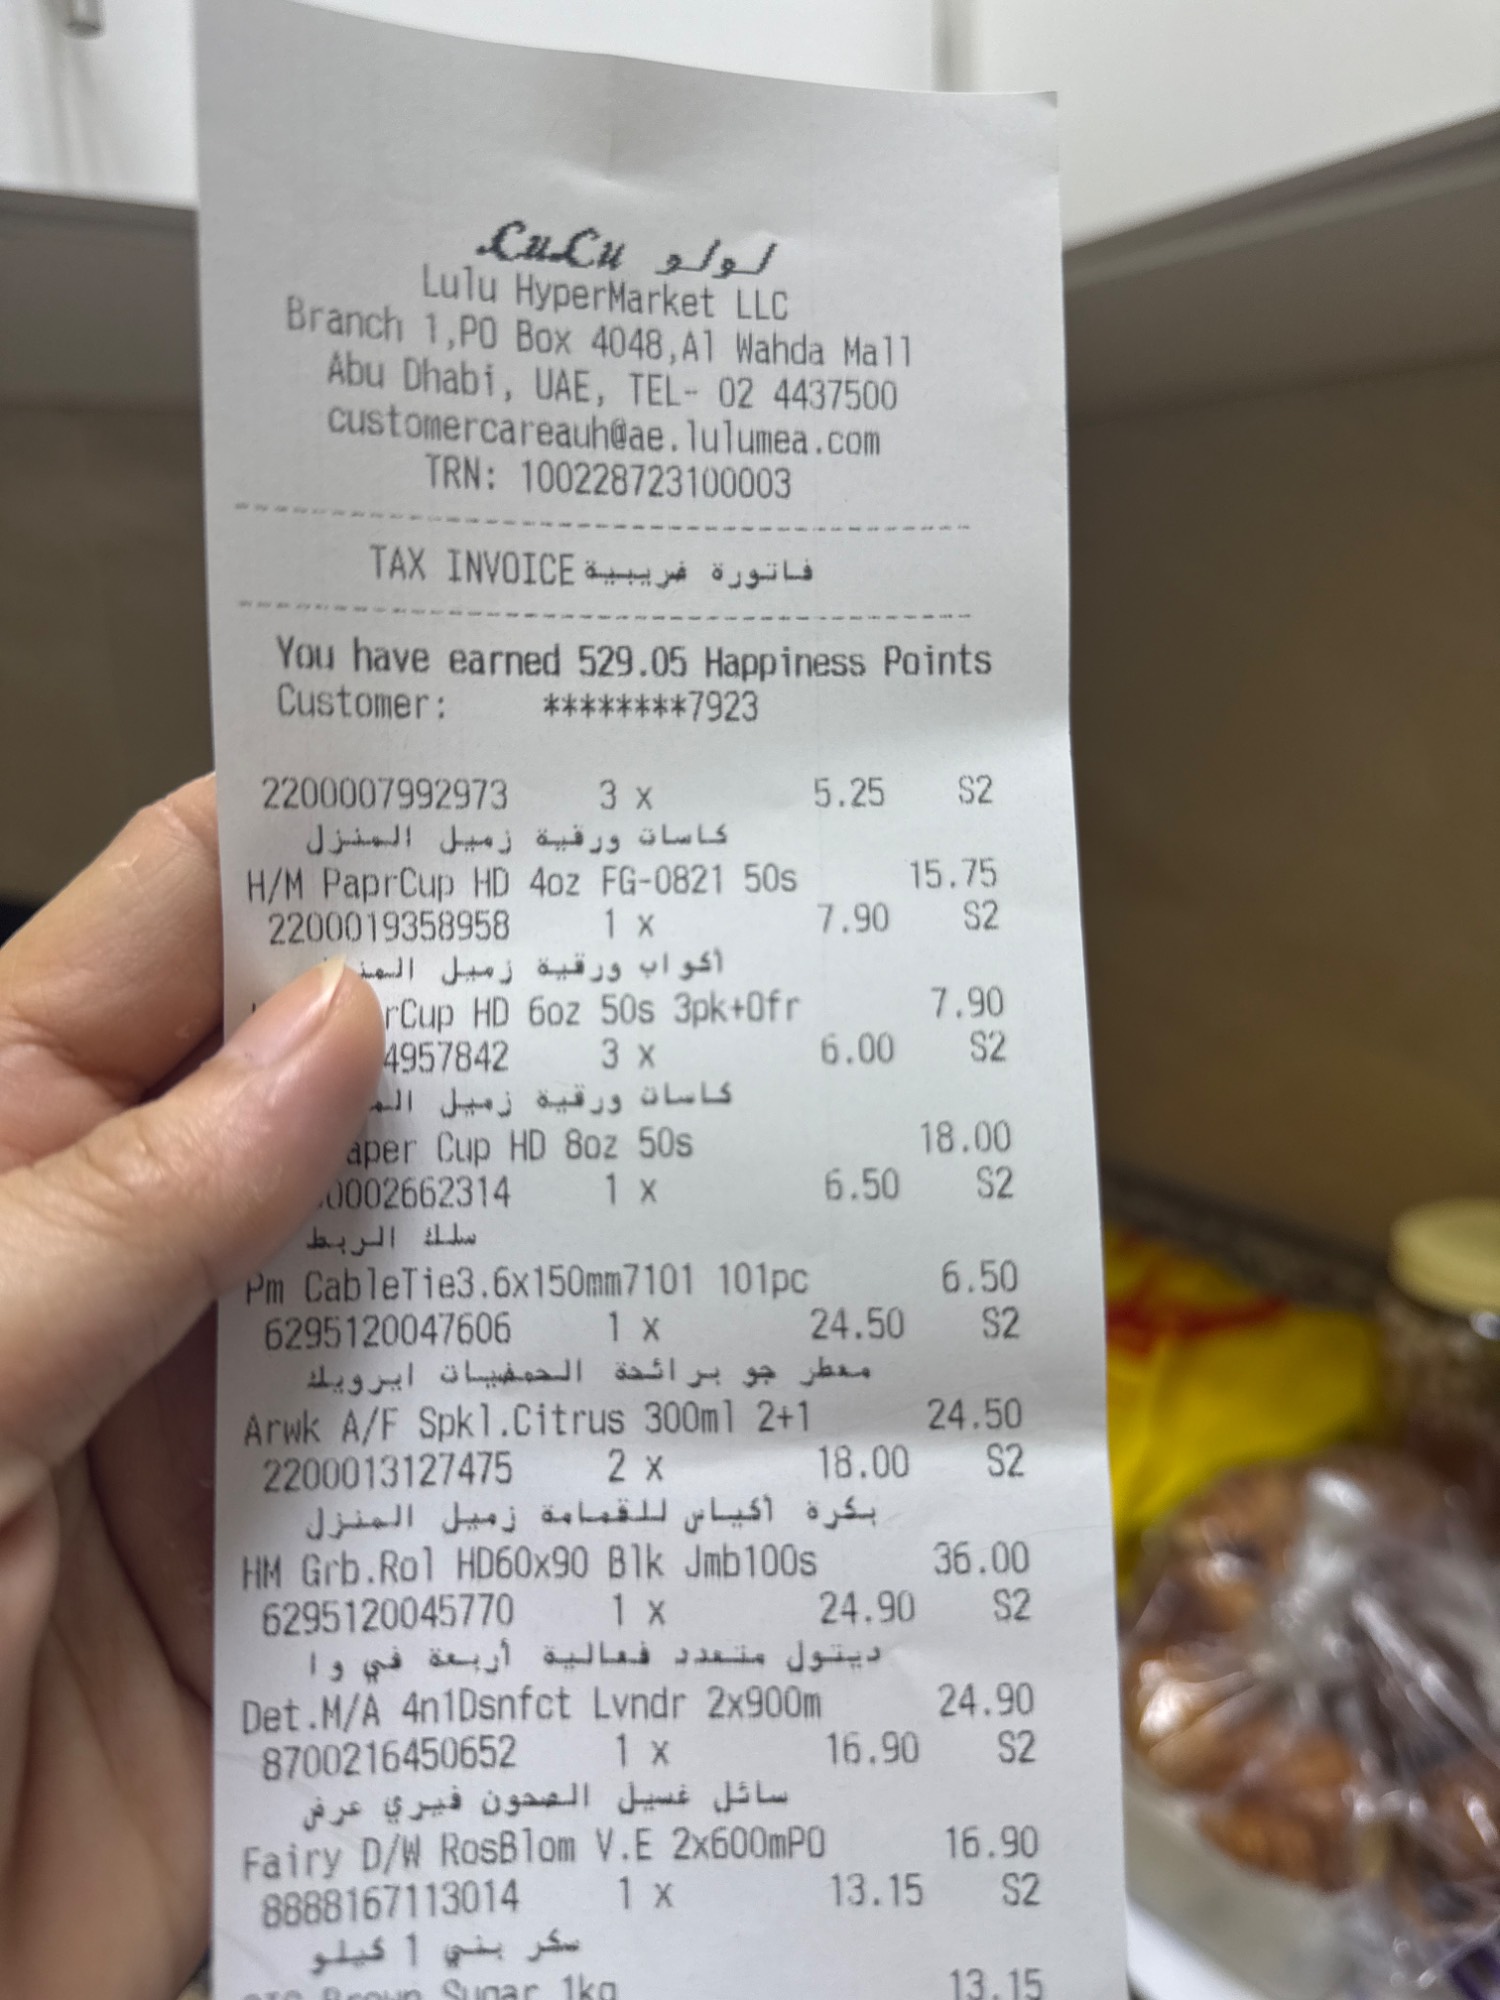 LuLu لولو
Lulu HyperMarket LLC
Branch 1,PO Box 4048,Al Wahda Mall
Abu Dhabi, UAE, TEL- 02 4437500
customercareauh@ae.lulumea.com
TRN: 100228723100003
TAX INVOICE فاتورة ضريبية
You have earned 529.05 Happiness Points
Customer: ********7923
2200007992973 3 x 5.25 S2
كاسات ورقية زميل المنزل
H/M PaprCup HD 4oz FG-0821 50s 15.75
2200019358958 1 x 7.90 S2
أكواب ورقية زميل
rCup HD 6oz 50s 3pk+0fr 7.90
4957842 3 x 6.00 S2
كاسات ورقية زميل
aper Cup HD 8oz 50s 18.00
0002662314 1 x 6.50 S2
سلك الربط
Pm CableTie3.6x150mm7101 101pc 6.50
6295120047606 1 x 24.50 S2
معطر جو برائحة الحمضيات ايرويك
Arwk A/F Spkl.Citrus 300ml 2+1 24.50
2200013127475 2 x 18.00 S2
بكرة أكياس للقمامة زميل المنزل
HM Grb.Rol HD60x90 Blk Jmb100s 36.00
6295120045770 1 x 24.90 S2
ديتول متعدد فعالية أربعة في وا
Det.M/A 4n1Dsnfct Lvndr 2x900m 24.90
8700216450652 1 x 16.90 S2
سائل غسيل الصحون فيري عرض
Fairy D/W RosBlom V.E 2x600mPO 16.90
8888167113014 1 x 13.15 S2
سكر بني 1 كيلو
Brown Sugar 1kg 13.15